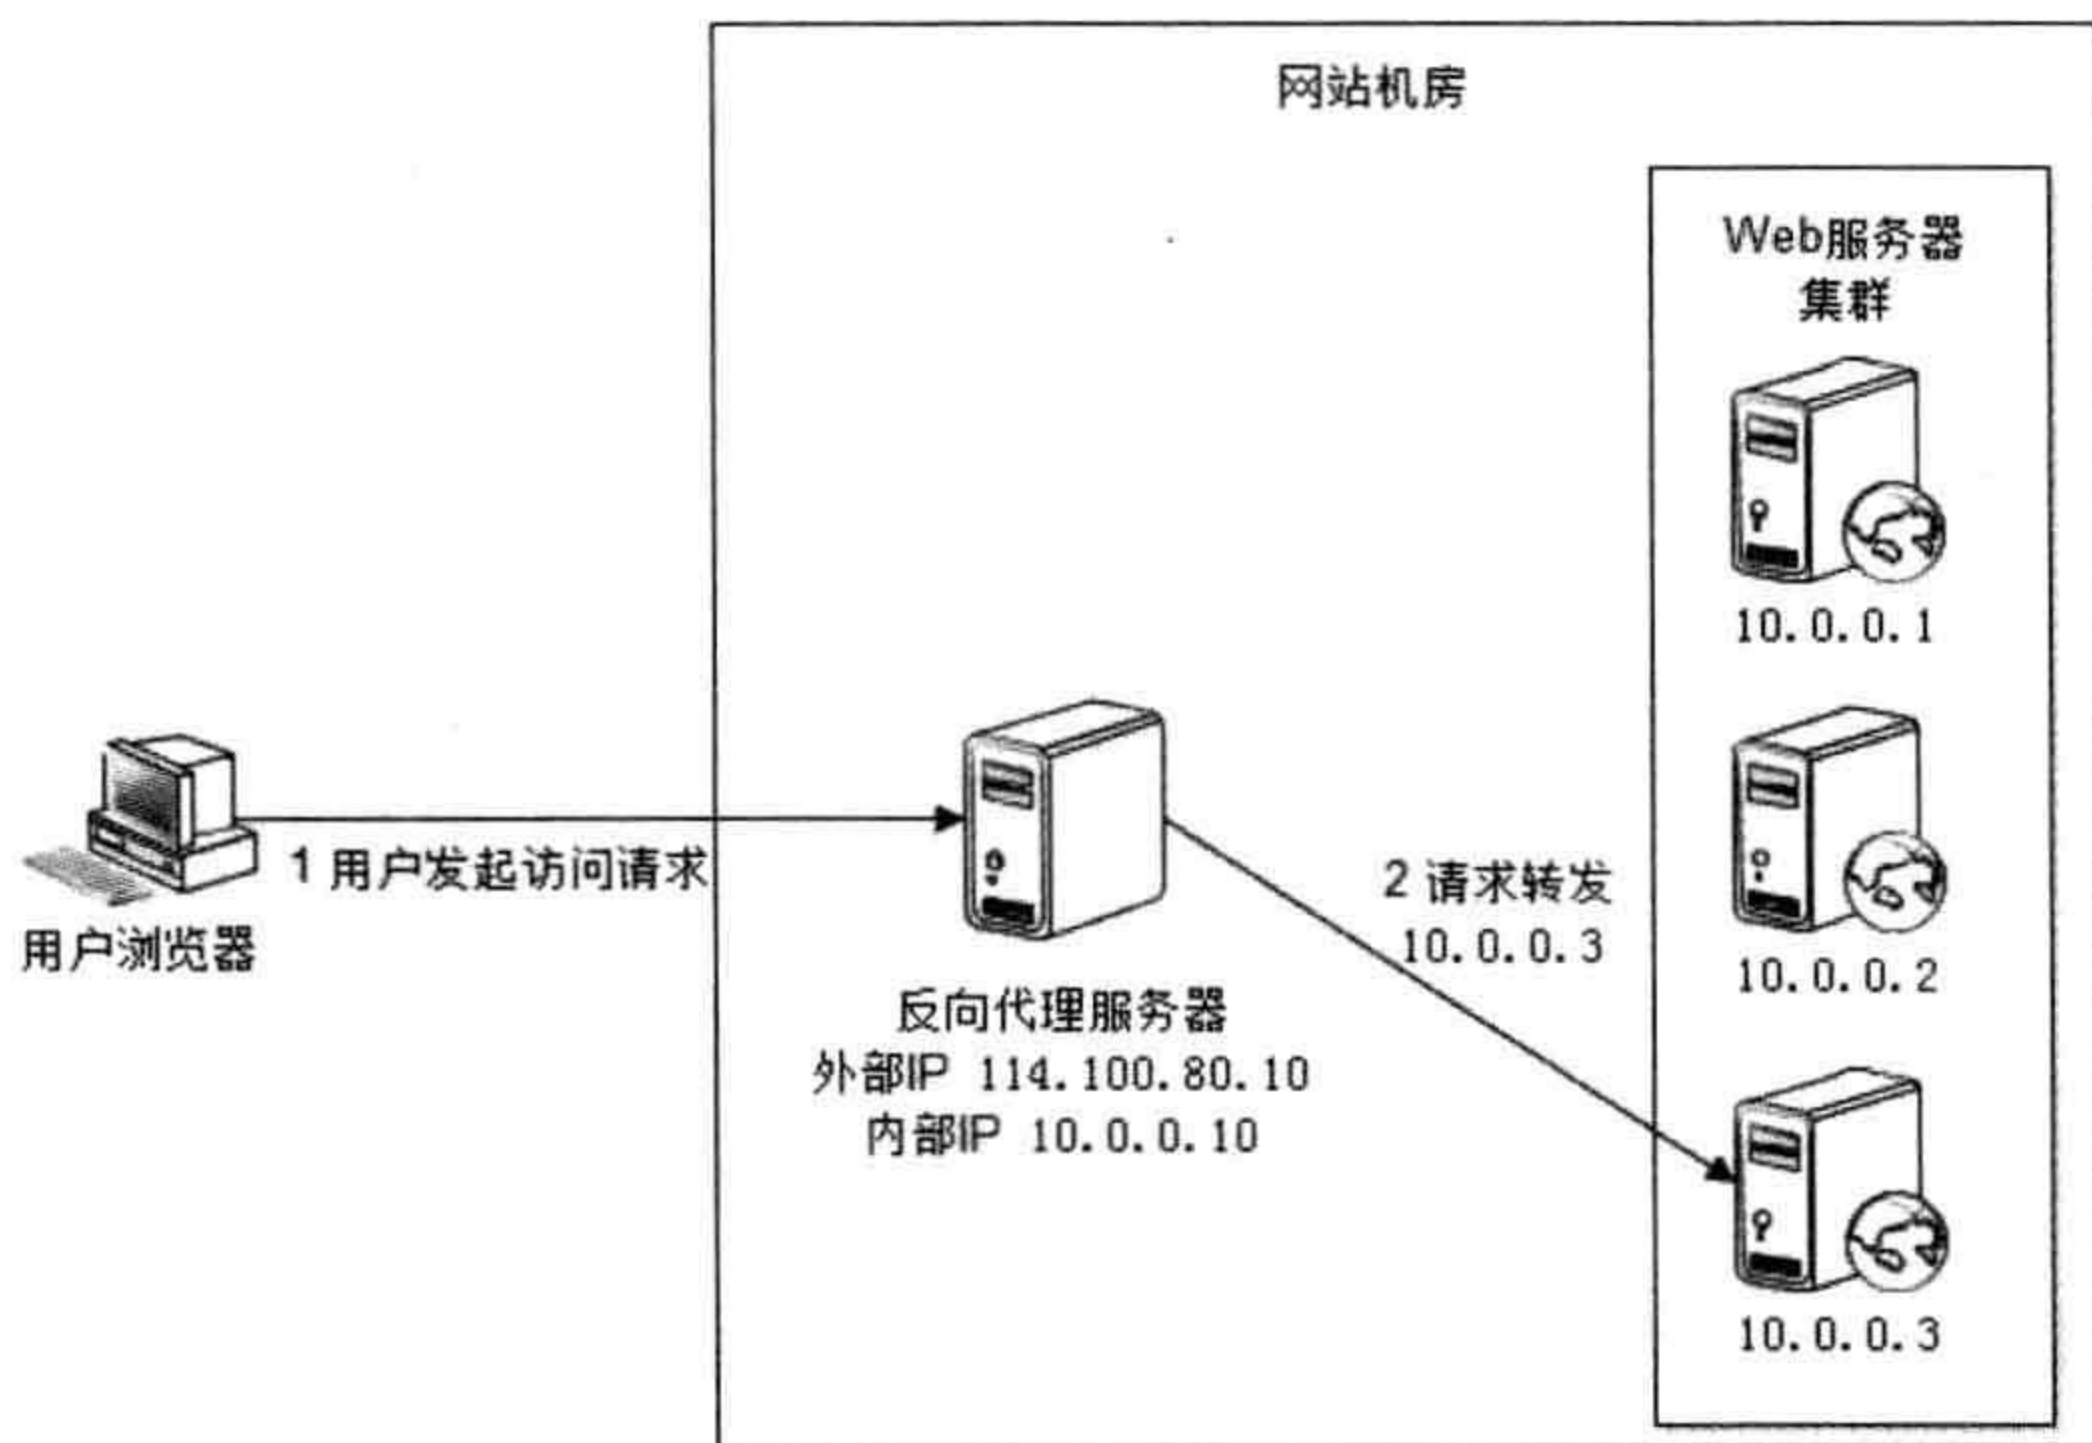 网站机房
Web服务器
集群
10.0.0.1
1 用户发起访问请求
用户浏览器
2 请求转发
10.0.0.3
10.0.0.2
反向代理服务器
外部IP 114.100.80.10
内部IP 10.0.0.10
10.0.0.3